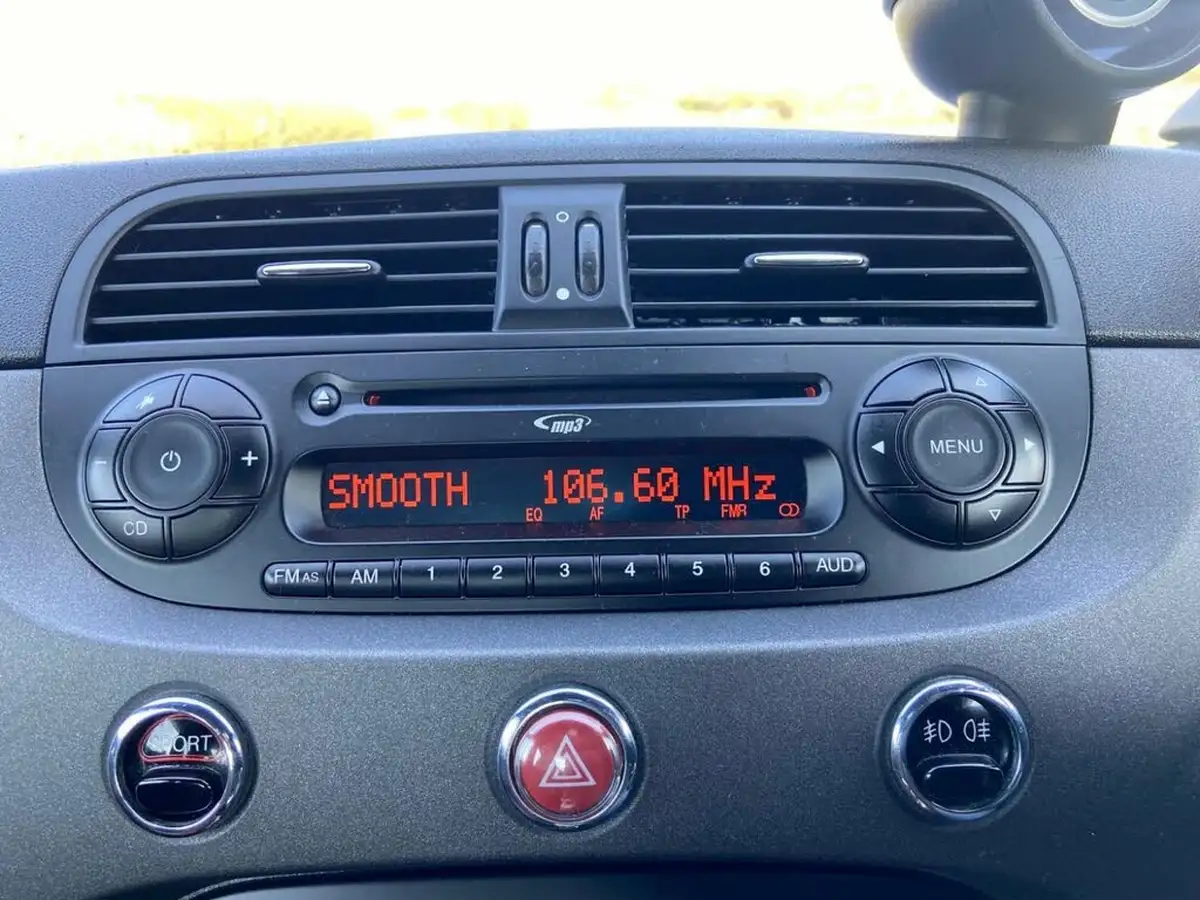 mp3
SMOOTH 106.60 MHz
EQ AF TP FMR
MENU
CD
FM AS AM 1 2 3 4 5 6 AUD
SPORT